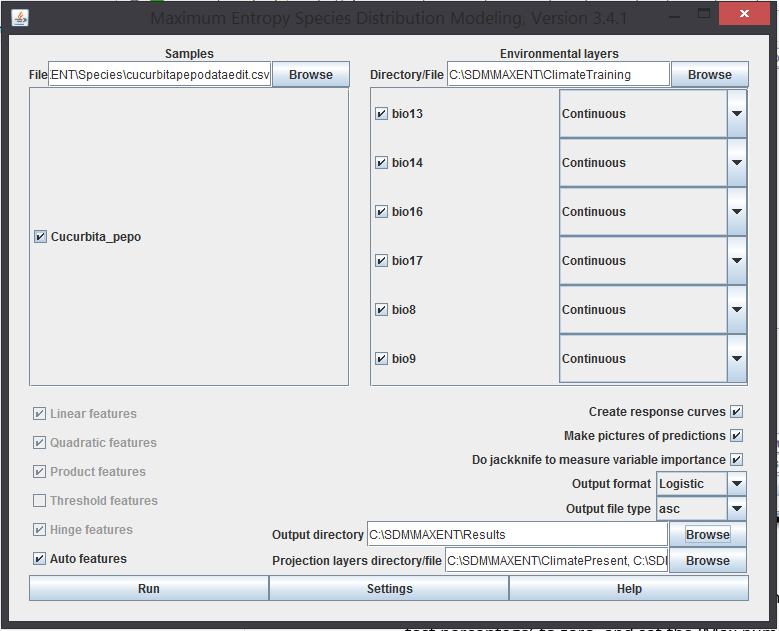 Maximum Entropy Species Distribution Modeling, Version 3.4.1
Samples
Environmental layers
File .ENT\Species\cucurbitapepodataedit.csv Browse
Directory/File C:\SDM\MAXENT\ClimateTraining Browse
bio13 Continuous
bio14 Continuous
bio16 Continuous
Cucurbita_pepo
bio17 Continuous
bio8 Continuous
bio9 Continuous
Linear features
Quadratic features
Product features
Threshold features
Hinge features
Auto features
Create response curves
Make pictures of predictions
Do jackknife to measure variable importance
Output format Logistic
Output file type asc
Output directory C:\SDM\MAXENT\Results Browse
Projection layers directory/file C:\SDM\MAXENT\ClimatePresent, C:\SDI Browse
Run Settings Help